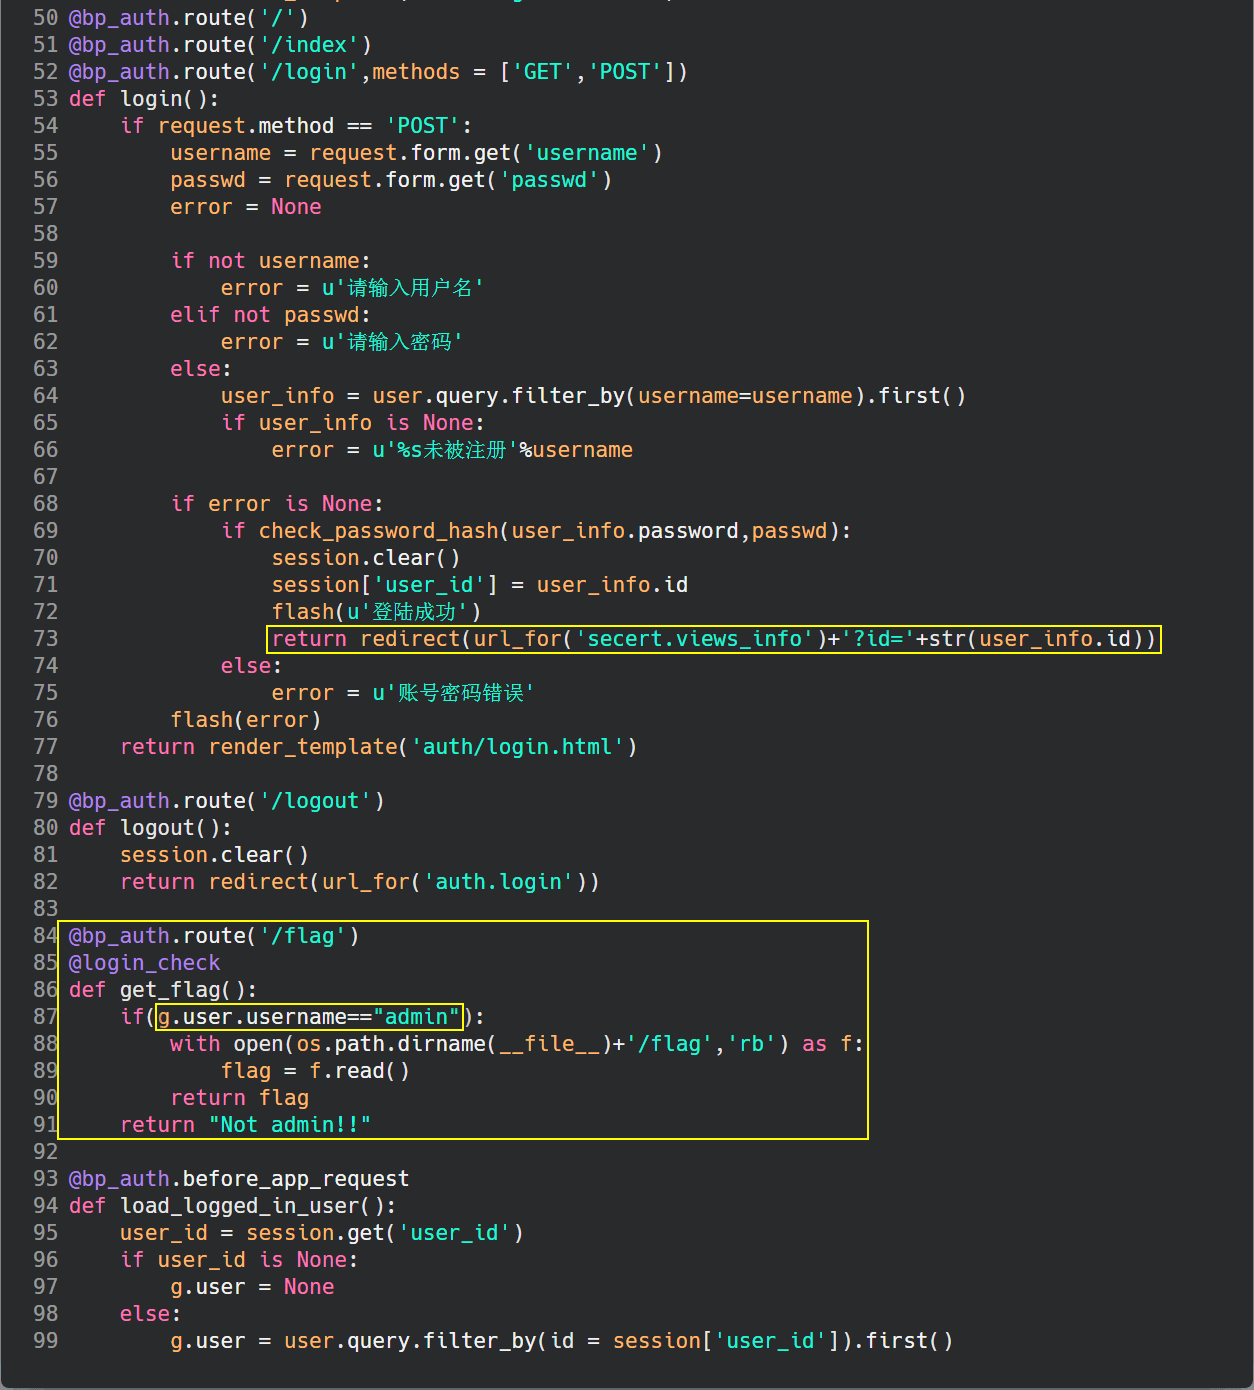 50 @bp_auth.route('/')
51 @bp_auth.route('/index')
52 @bp_auth.route('/login',methods = ['GET','POST'])
53 def login():
54     if request.method == 'POST':
55         username = request.form.get('username')
56         passwd = request.form.get('passwd')
57         error = None
58
59         if not username:
60             error = u'请输入用户名'
61         elif not passwd:
62             error = u'请输入密码'
63         else:
64             user_info = user.query.filter_by(username=username).first()
65             if user_info is None:
66                 error = u'%s未被注册'%username
67
68         if error is None:
69             if check_password_hash(user_info.password,passwd):
70                 session.clear()
71                 session['user_id'] = user_info.id
72                 flash(u'登陆成功')
73                 return redirect(url_for('secert.views_info')+'?id='+str(user_info.id))
74             else:
75                 error = u'账号密码错误'
76         flash(error)
77     return render_template('auth/login.html')
78
79 @bp_auth.route('/logout')
80 def logout():
81     session.clear()
82     return redirect(url_for('auth.login'))
83
84 @bp_auth.route('/flag')
85 @login_check
86 def get_flag():
87     if(g.user.username=="admin"):
88         with open(os.path.dirname(__file__)+'/flag','rb') as f:
89             flag = f.read()
90         return flag
91     return "Not admin!!"
92
93 @bp_auth.before_app_request
94 def load_logged_in_user():
95     user_id = session.get('user_id')
96     if user_id is None:
97         g.user = None
98     else:
99         g.user = user.query.filter_by(id = session['user_id']).first()